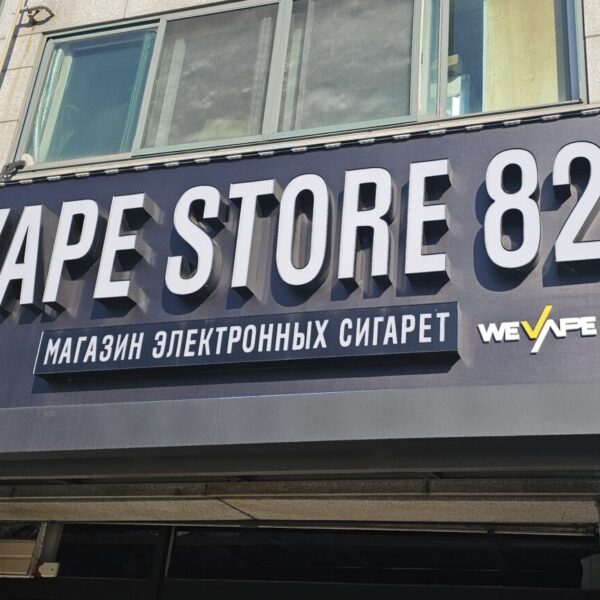 VAPE STORE 82
МАГАЗИН ЭЛЕКТРОННЫХ СИГАРЕТ
WEVAPE